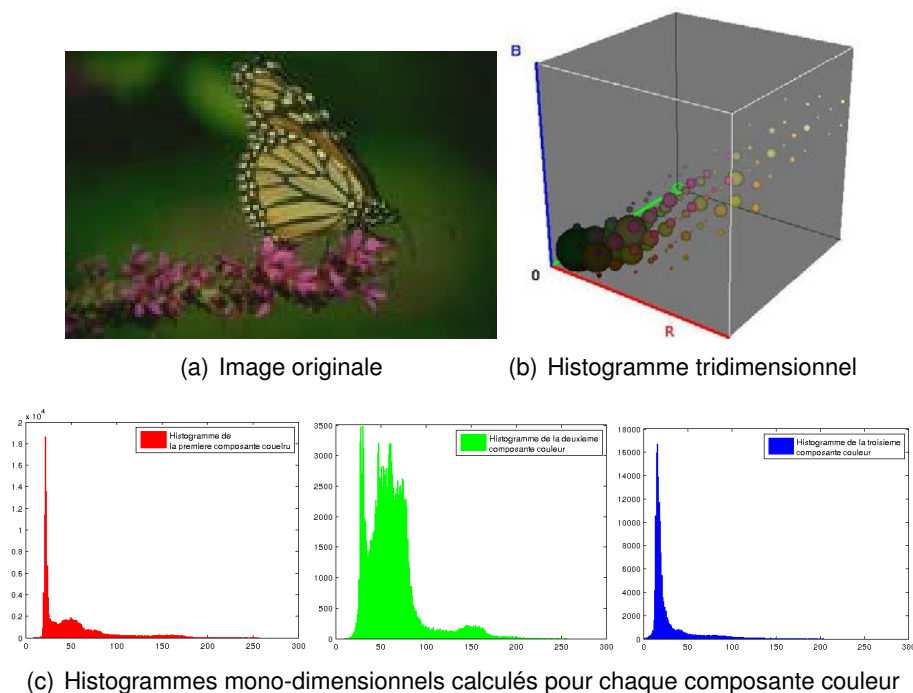 B
0
R
(a) Image originale
(b) Histogramme tridimensionnel
x 10^4
2
1.8
1.6
1.4
1.2
1
0.8
0.6
0.4
0.2
0
0 50 100 150 200 250 300
Histogramme de
la premiere composante couelru
3500
3000
2500
2000
1500
1000
500
0
0 50 100 150 200 250 300
Histogramme de la deuxieme
composante couleur
18000
16000
14000
12000
10000
8000
6000
4000
2000
0
0 50 100 150 200 250 300
Histogramme de la troisieme
composante couleur
(c) Histogrammes mono-dimensionnels calculés pour chaque composante couleur